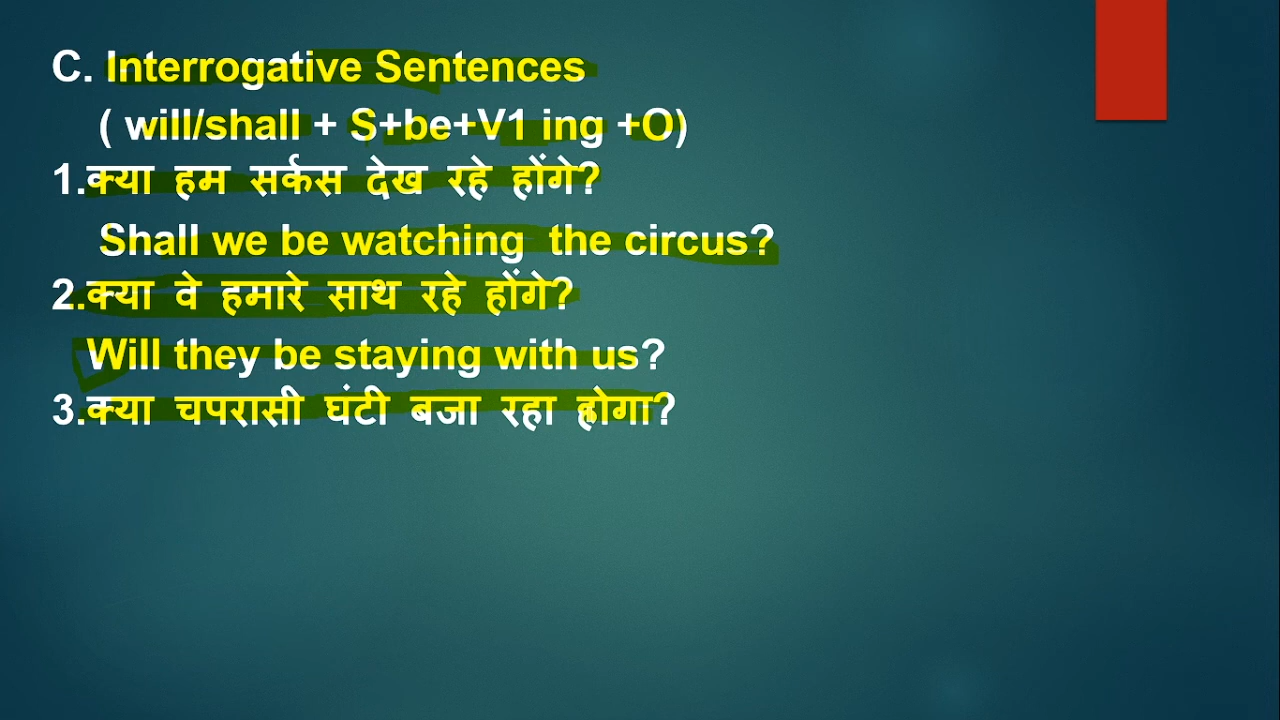 C. Interrogative Sentences
( will/shall + S+be+V1 ing +O)
1.क्या हम सर्कस देख रहे होंगे?
Shall we be watching the circus?
2.क्या वे हमारे साथ रहे होंगे?
Will they be staying with us?
3.क्या चपरासी घंटी बजा रहा होगा?